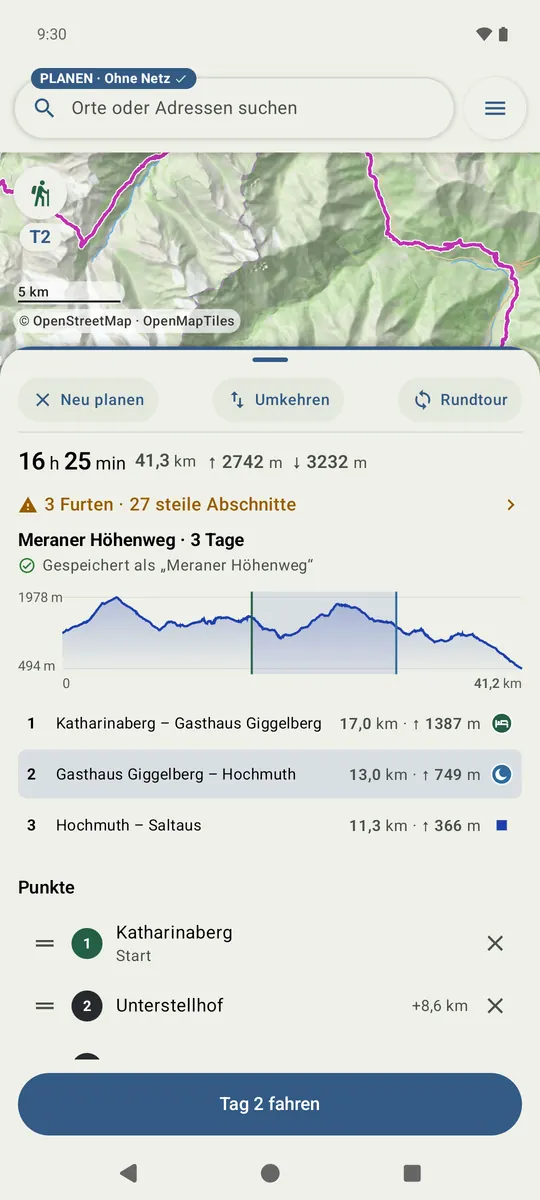 9:30
PLANEN · Ohne Netz ✓
Orte oder Adressen suchen
T2
5 km
© OpenStreetMap · OpenMapTiles
Neu planen
Umkehren
Rundtour
16 h 25 min 41,3 km ↑ 2742 m ↓ 3232 m
3 Furten · 27 steile Abschnitte
Meraner Höhenweg · 3 Tage
Gespeichert als „Meraner Höhenweg“
1978 m
494 m
0
41,2 km
1 Katharinaberg – Gasthaus Giggelberg 17,0 km · ↑ 1387 m
2 Gasthaus Giggelberg – Hochmuth 13,0 km · ↑ 749 m
3 Hochmuth – Saltaus 11,3 km · ↑ 366 m
Punkte
1 Katharinaberg
Start
2 Unterstellhof +8,6 km
Tag 2 fahren